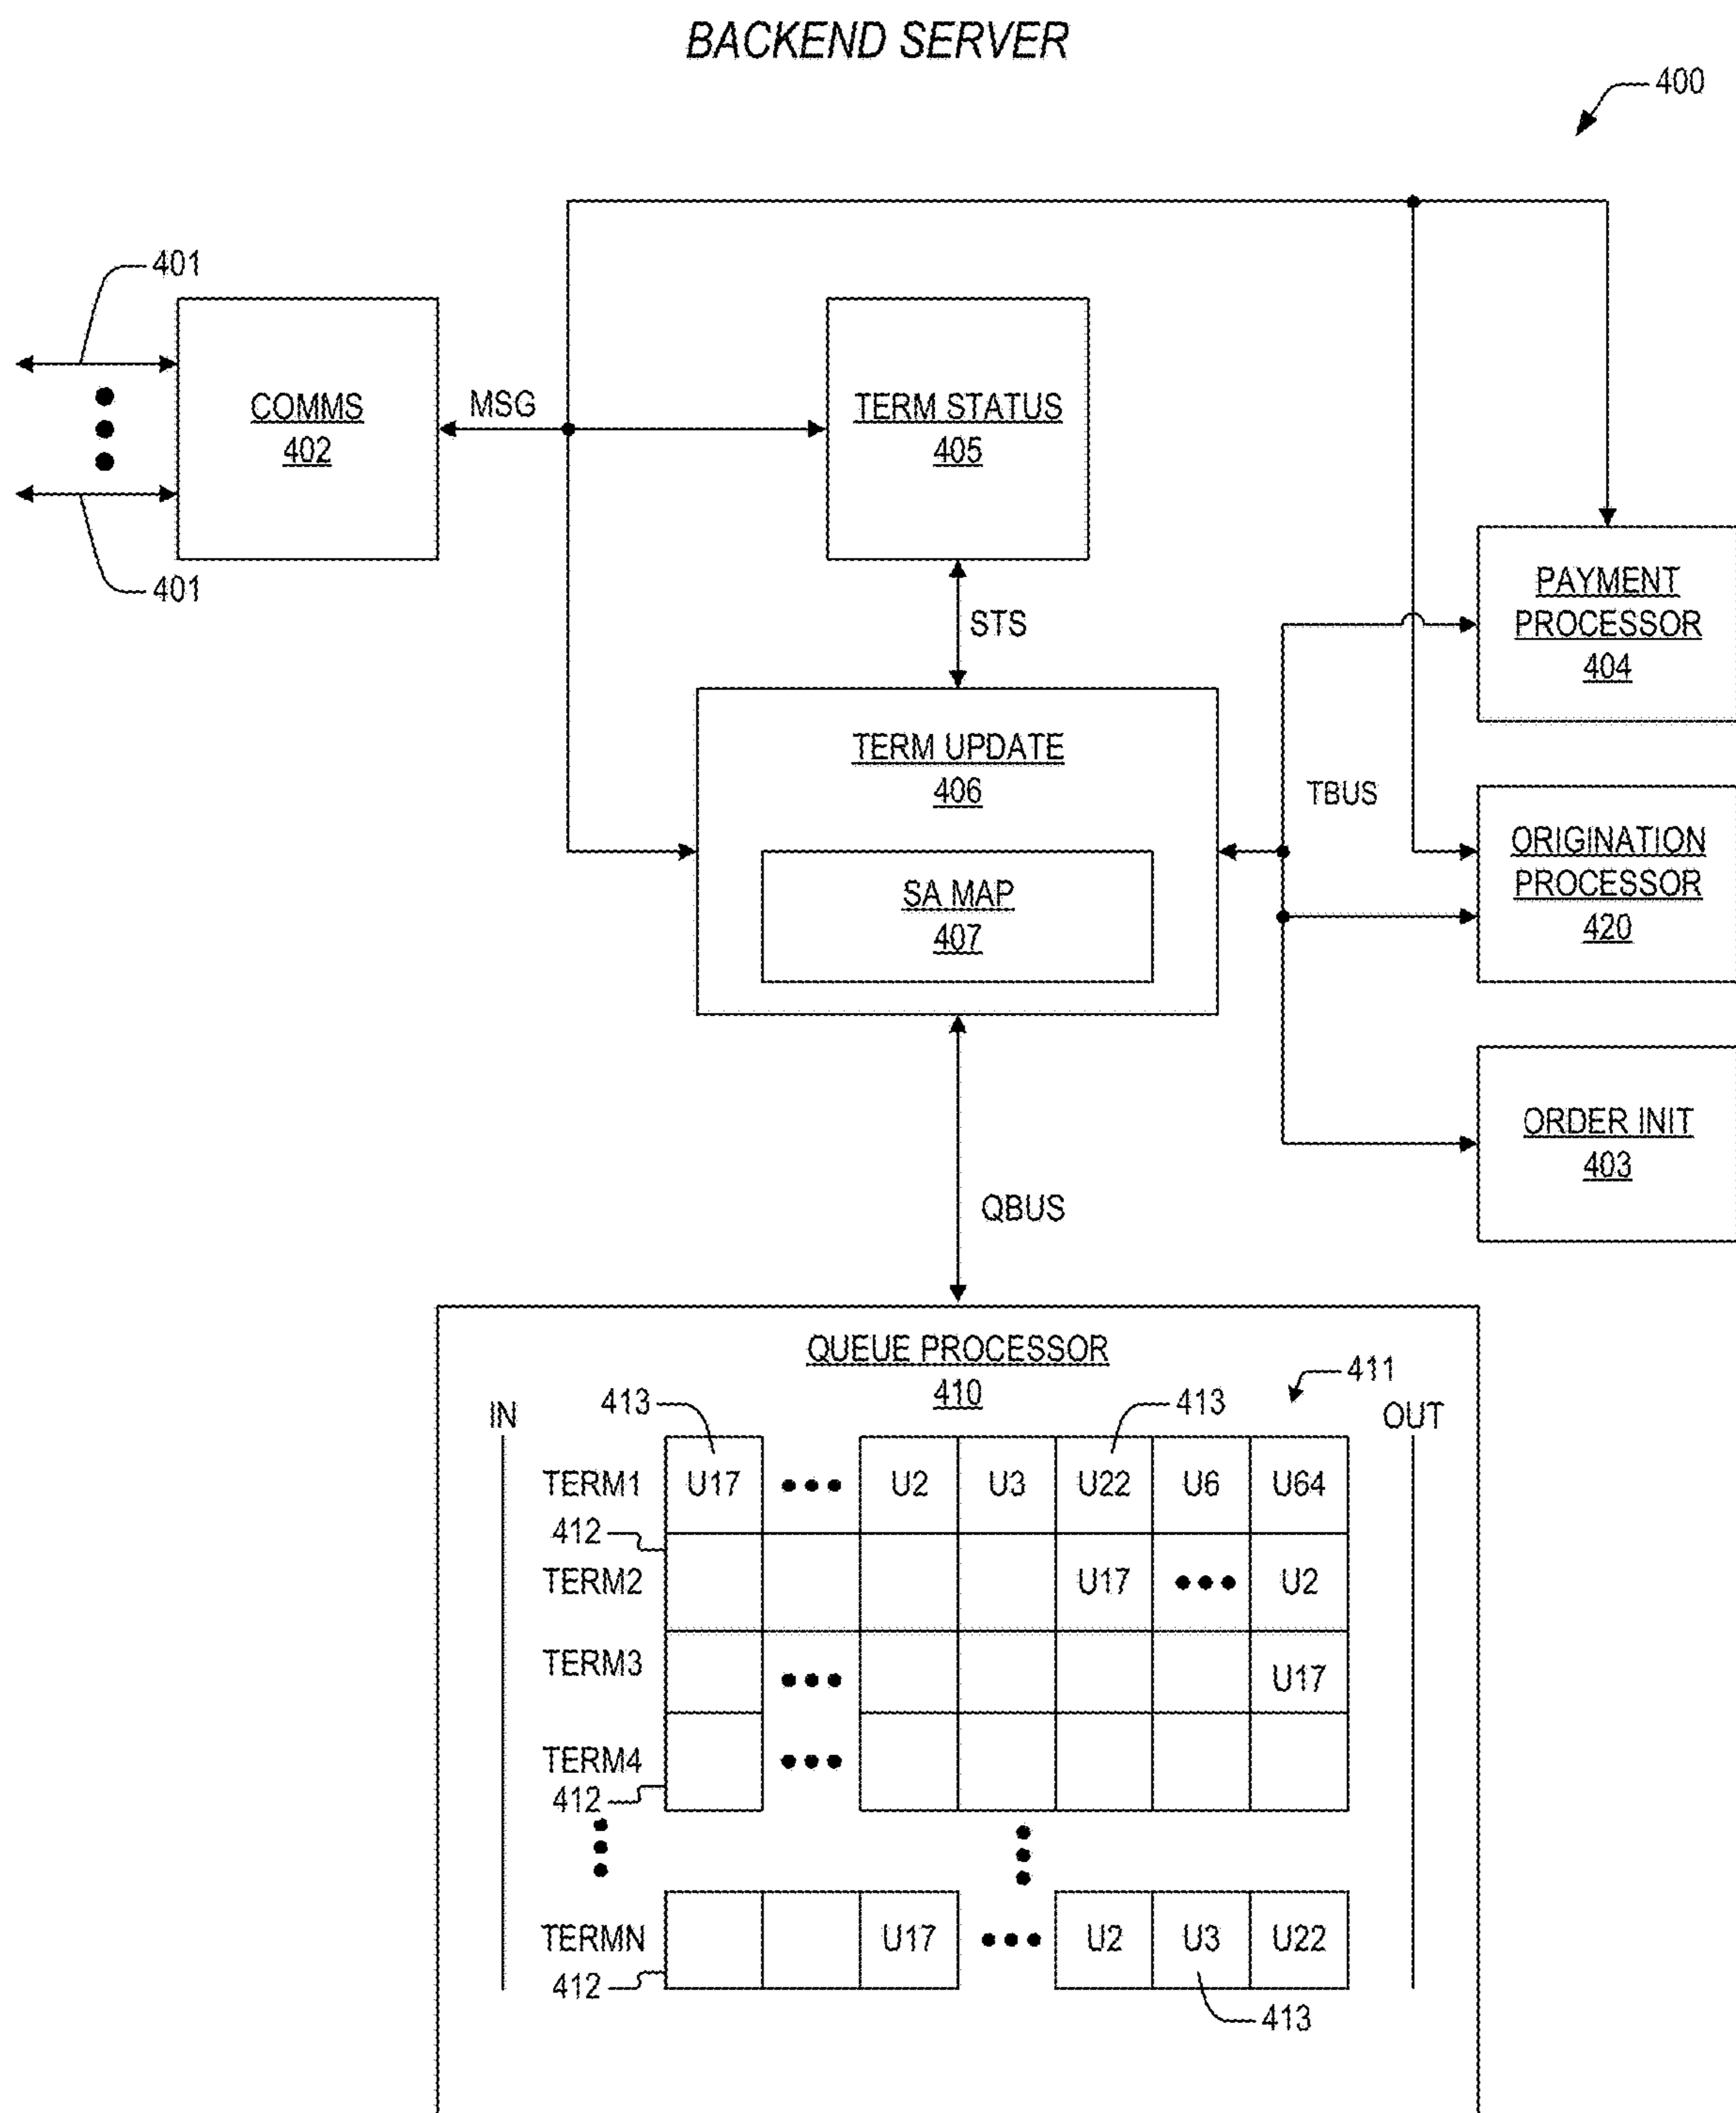 BACKEND SERVER
400
401
401
COMMS
402
MSG
TERM STATUS
405
STS
PAYMENT
PROCESSOR
404
TERM UPDATE
406
SA MAP
407
TBUS
ORIGINATION
PROCESSOR
420
ORDER INIT
403
QBUS
QUEUE PROCESSOR
410
411
413
413
IN
OUT
TERM1 U17 U2 U3 U22 U6 U64
412
TERM2 U17 U2
TERM3 U17
TERM4
412
TERMN U17 U2 U3 U22
412
413